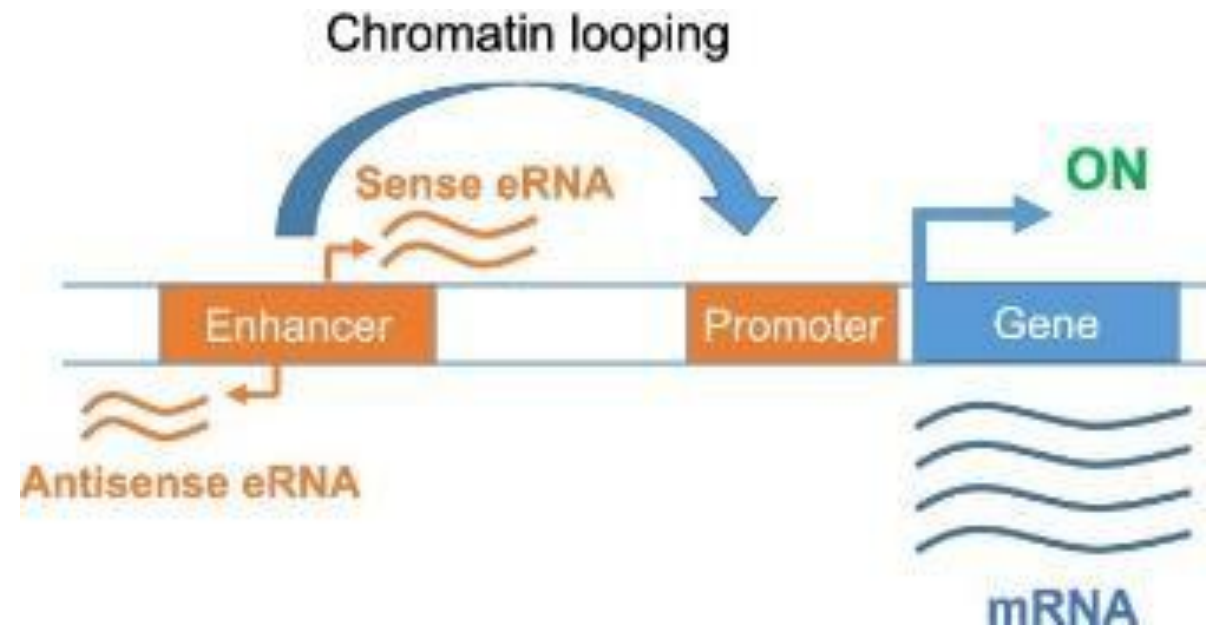 Chromatin looping
Sense eRNA
ON
Enhancer
Promoter
Gene
Antisense eRNA
mRNA